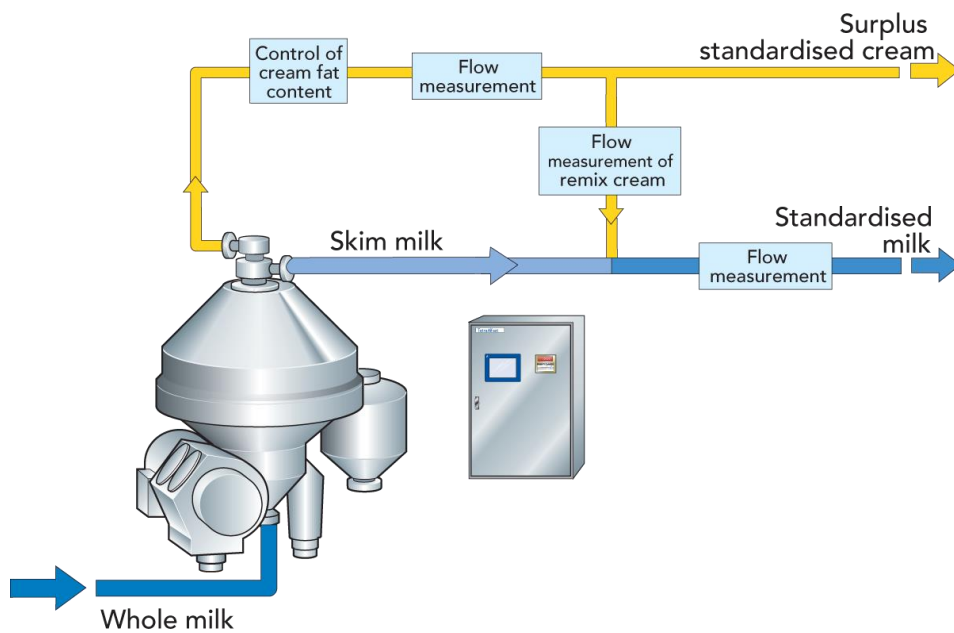 Surplus
standardised cream
Control of
cream fat
content
Flow
measurement
Flow
measurement of
remix cream
Skim milk
Standardised
milk
Flow
measurement
Whole milk